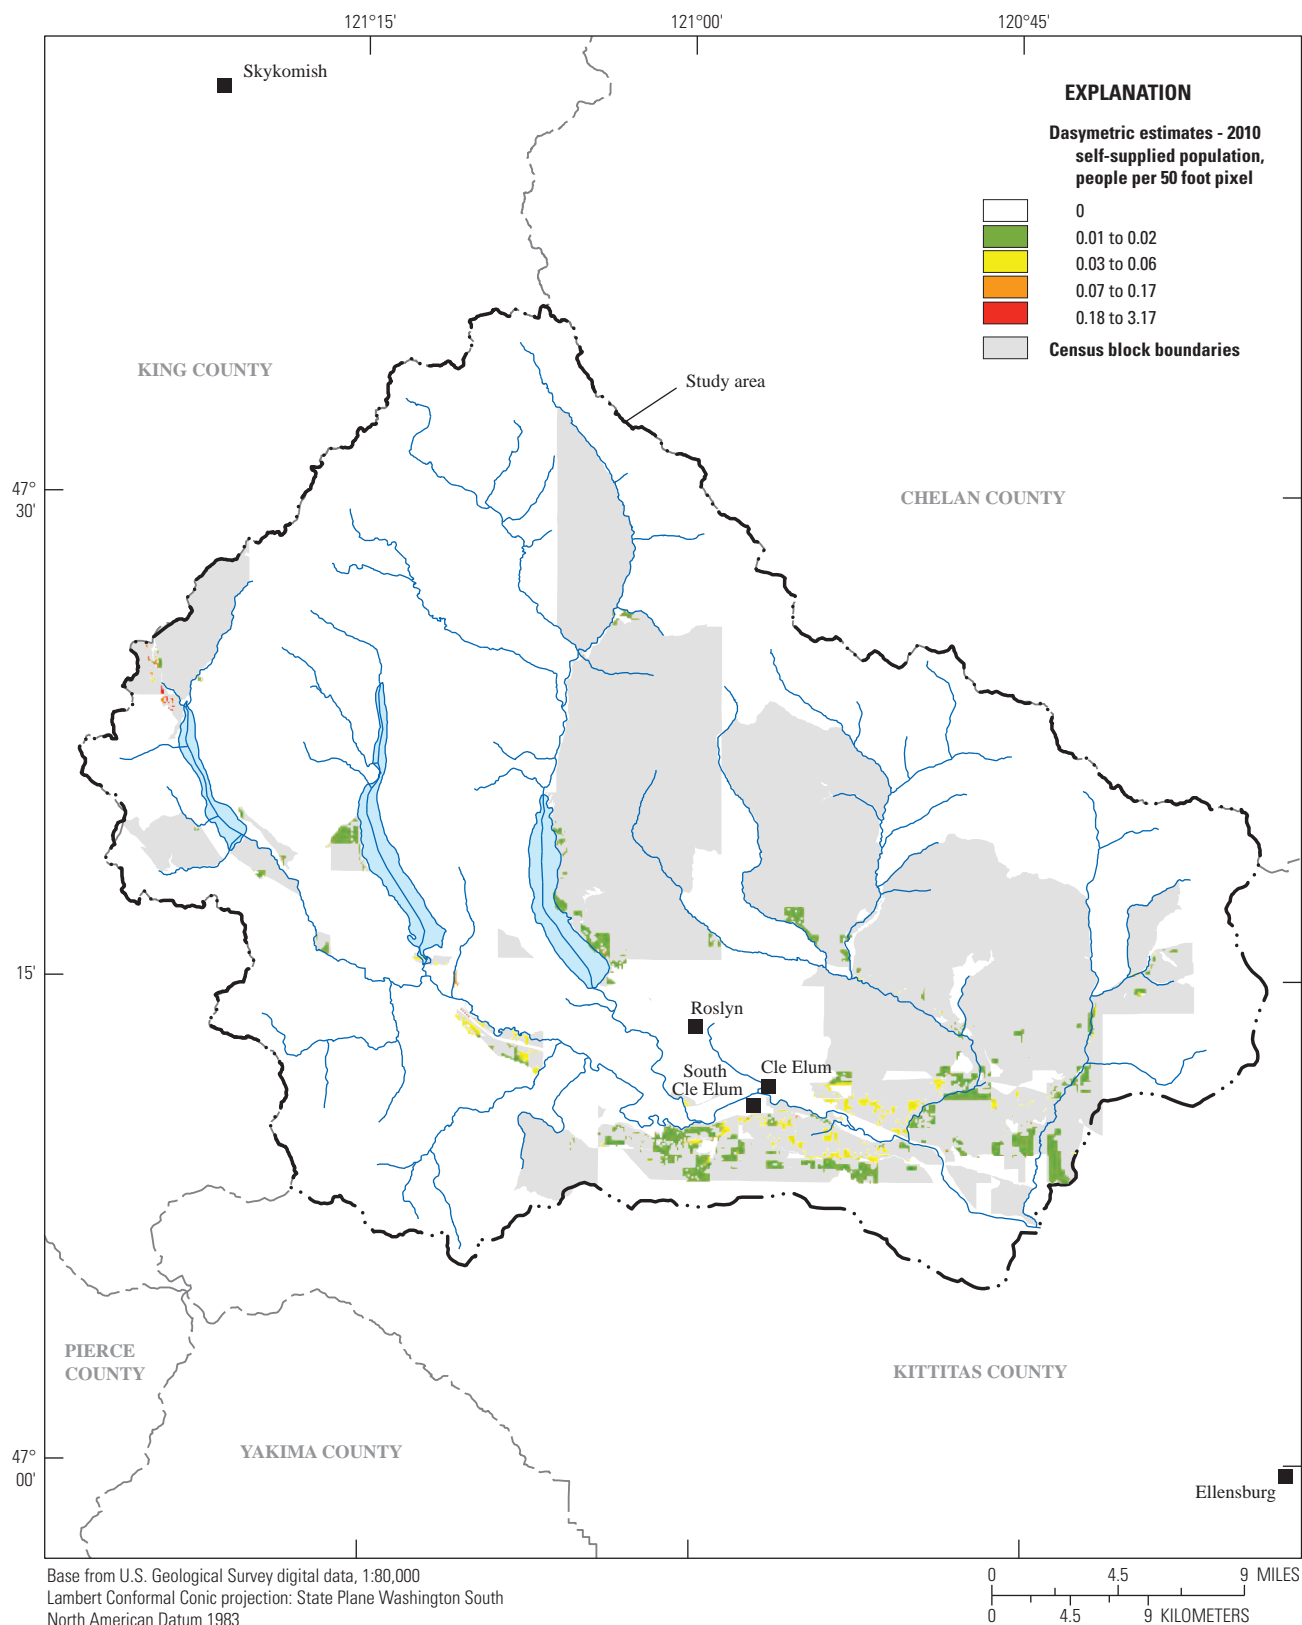 121°15'
121°00'
120°45'
Skykomish
EXPLANATION
Dasymetric estimates - 2010
self-supplied population,
people per 50 foot pixel
0
0.01 to 0.02
0.03 to 0.06
0.07 to 0.17
0.18 to 3.17
Census block boundaries
KING COUNTY
Study area
47°
30'
CHELAN COUNTY
15'
Roslyn
South
Cle Elum
Cle Elum
PIERCE
COUNTY
KITTITAS COUNTY
YAKIMA COUNTY
47°
00'
Ellensburg
Base from U.S. Geological Survey digital data, 1:80,000
Lambert Conformal Conic projection: State Plane Washington South
North American Datum 1983
0 4.5 9 MILES
0 4.5 9 KILOMETERS